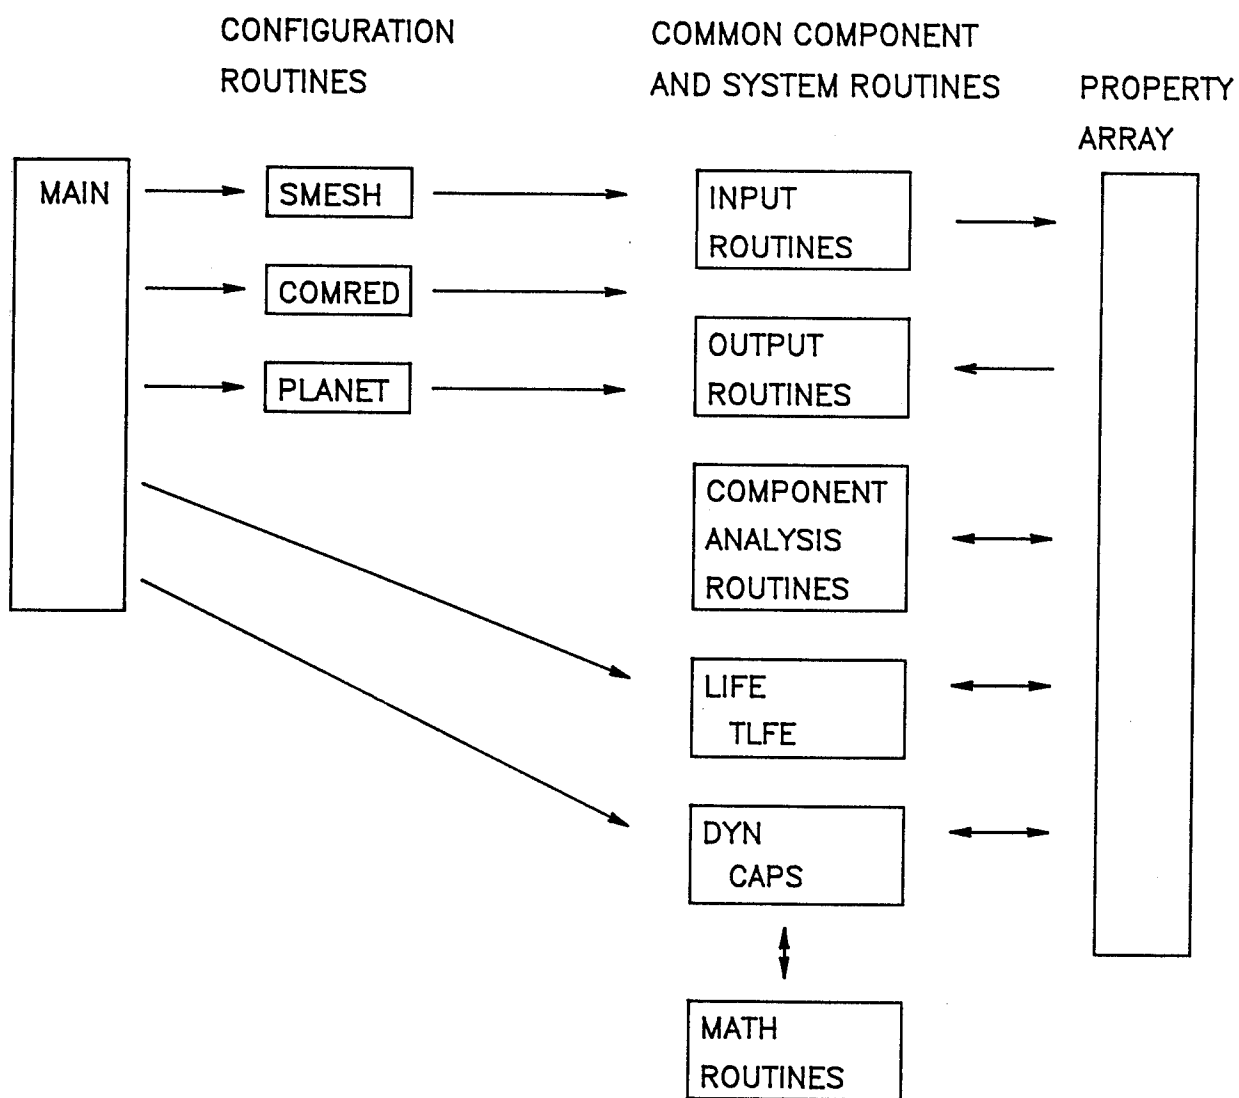 CONFIGURATION
ROUTINES
COMMON COMPONENT
AND SYSTEM ROUTINES
PROPERTY
ARRAY
MAIN
SMESH
COMRED
PLANET
INPUT
ROUTINES
OUTPUT
ROUTINES
COMPONENT
ANALYSIS
ROUTINES
LIFE
TLFE
DYN
CAPS
MATH
ROUTINES